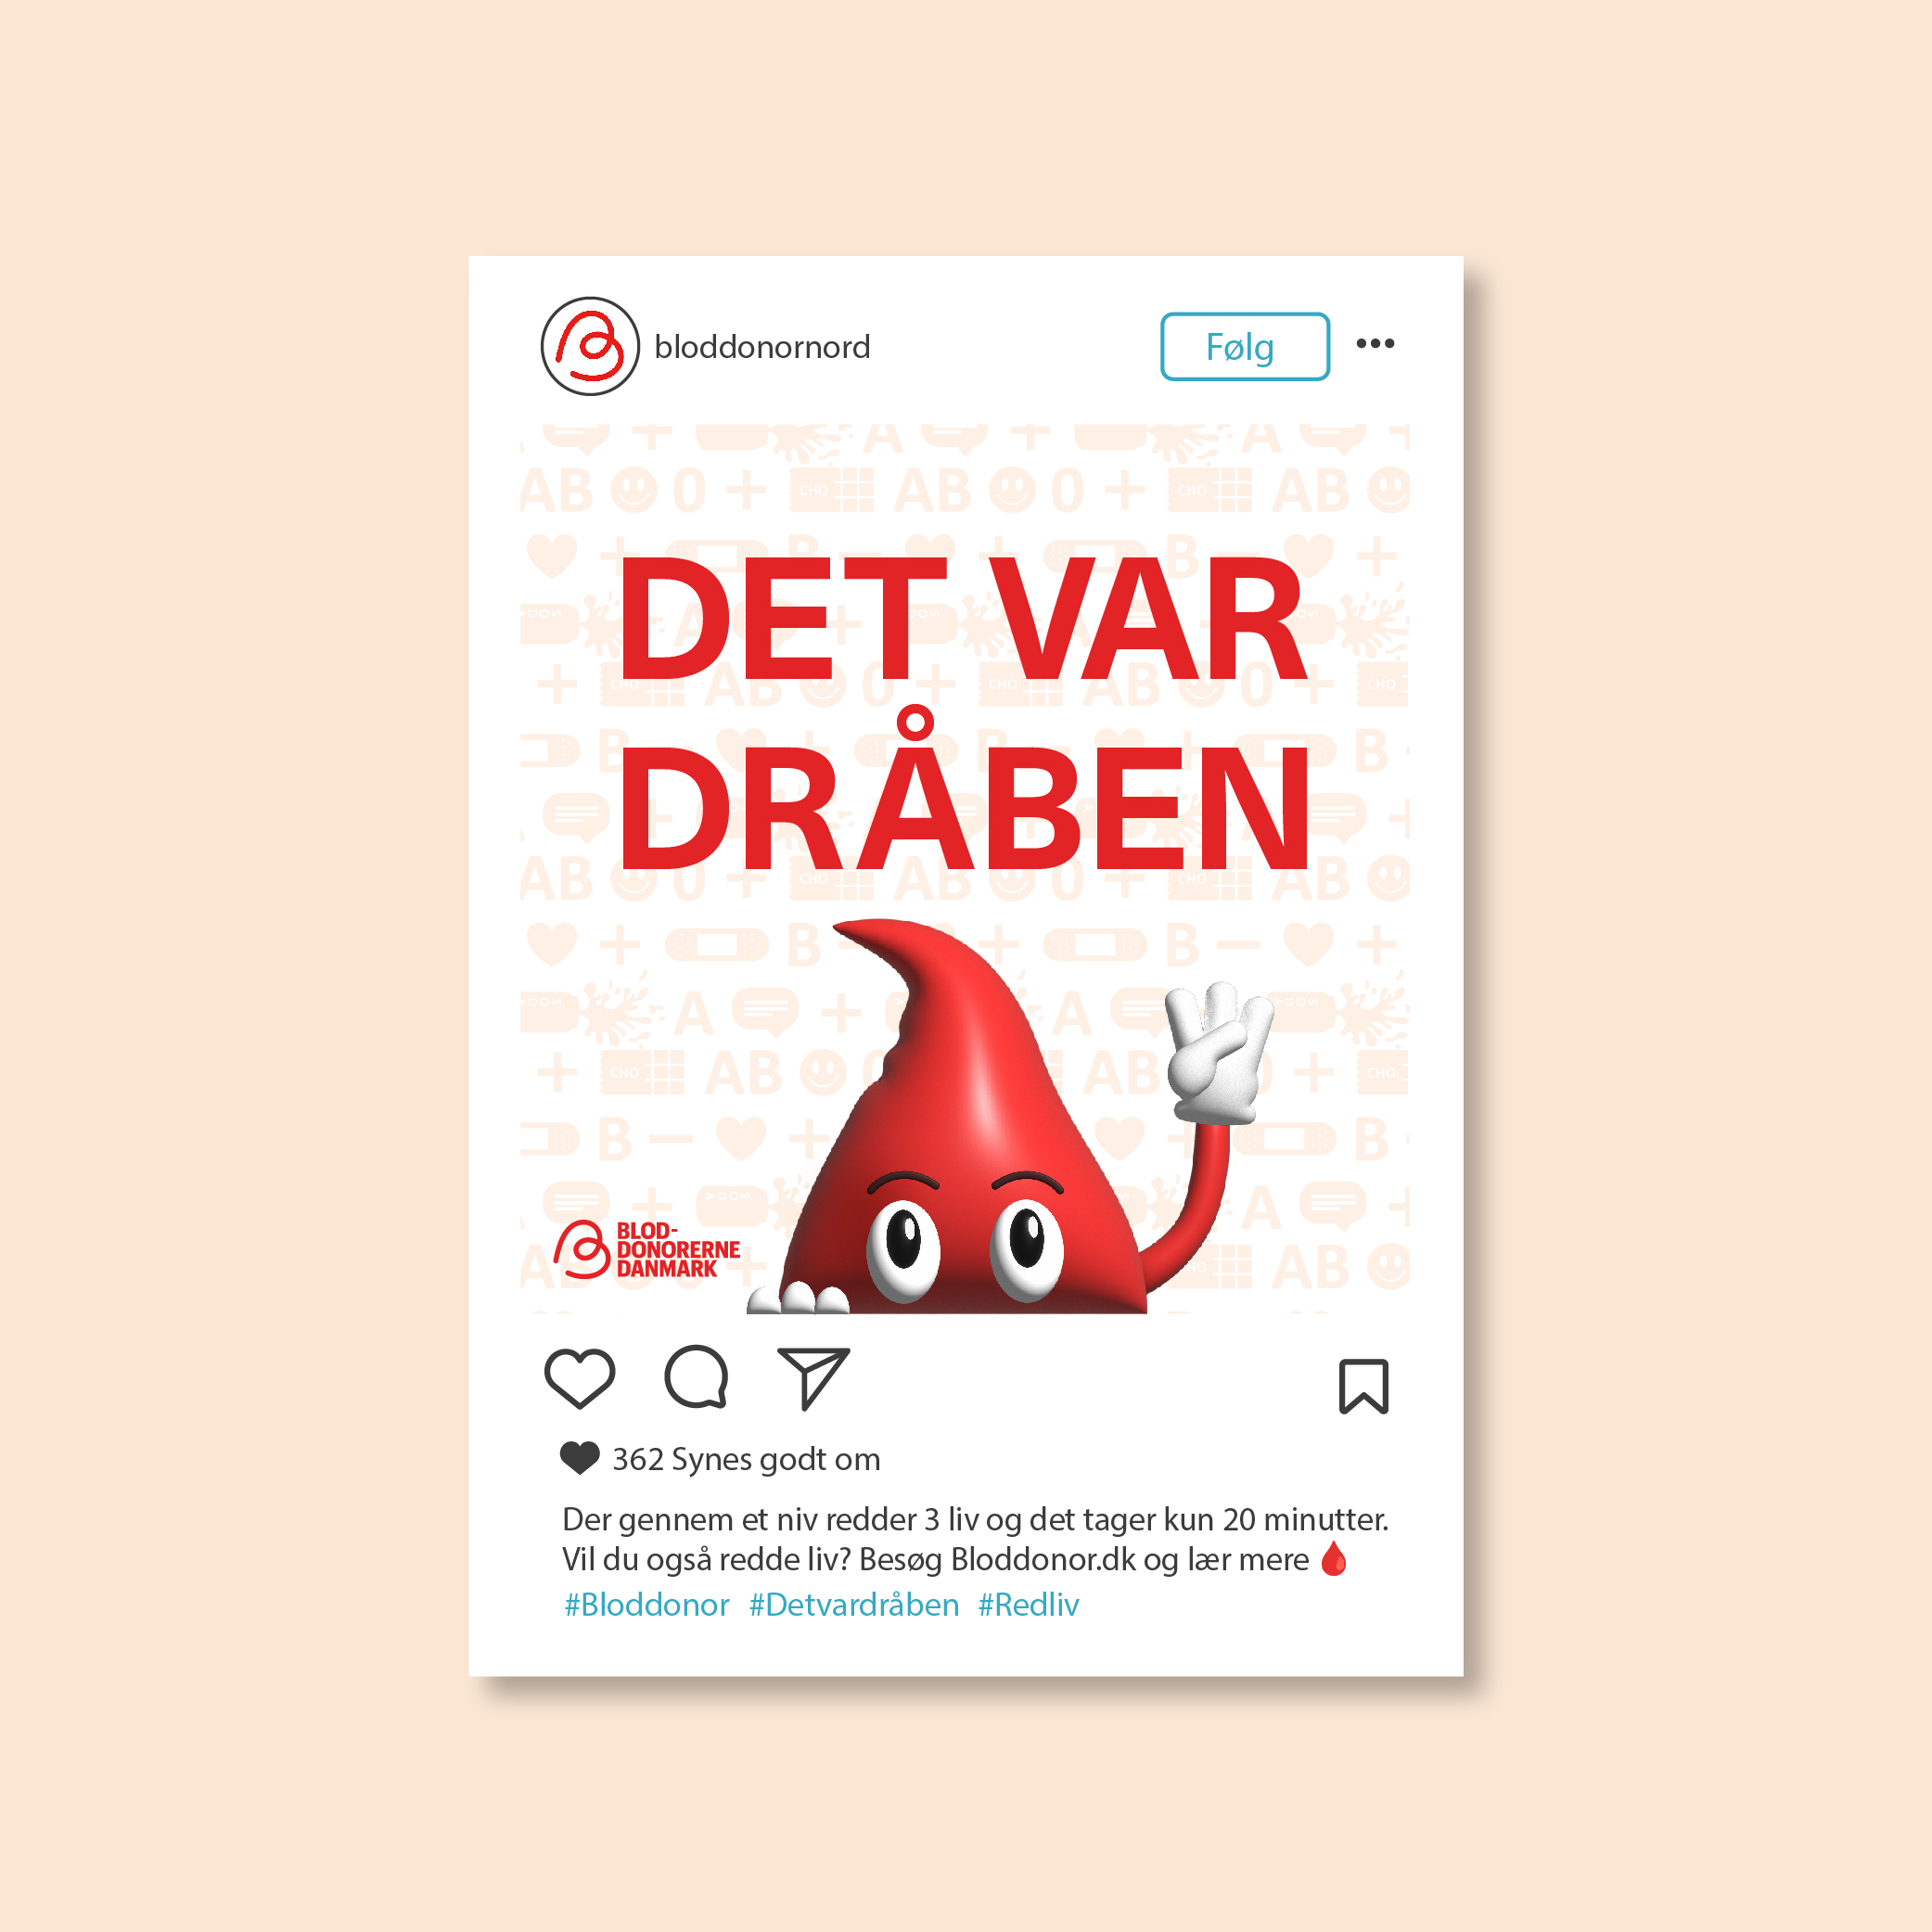 bloddonornord
Følg
DET VAR
DRÅBEN
BLOD-
DONORERNE
DANMARK
362 Synes godt om
Der gennem et niv redder 3 liv og det tager kun 20 minutter.
Vil du også redde liv? Besøg Bloddonor.dk og lær mere
#Bloddonor #Detvardråben #Redliv